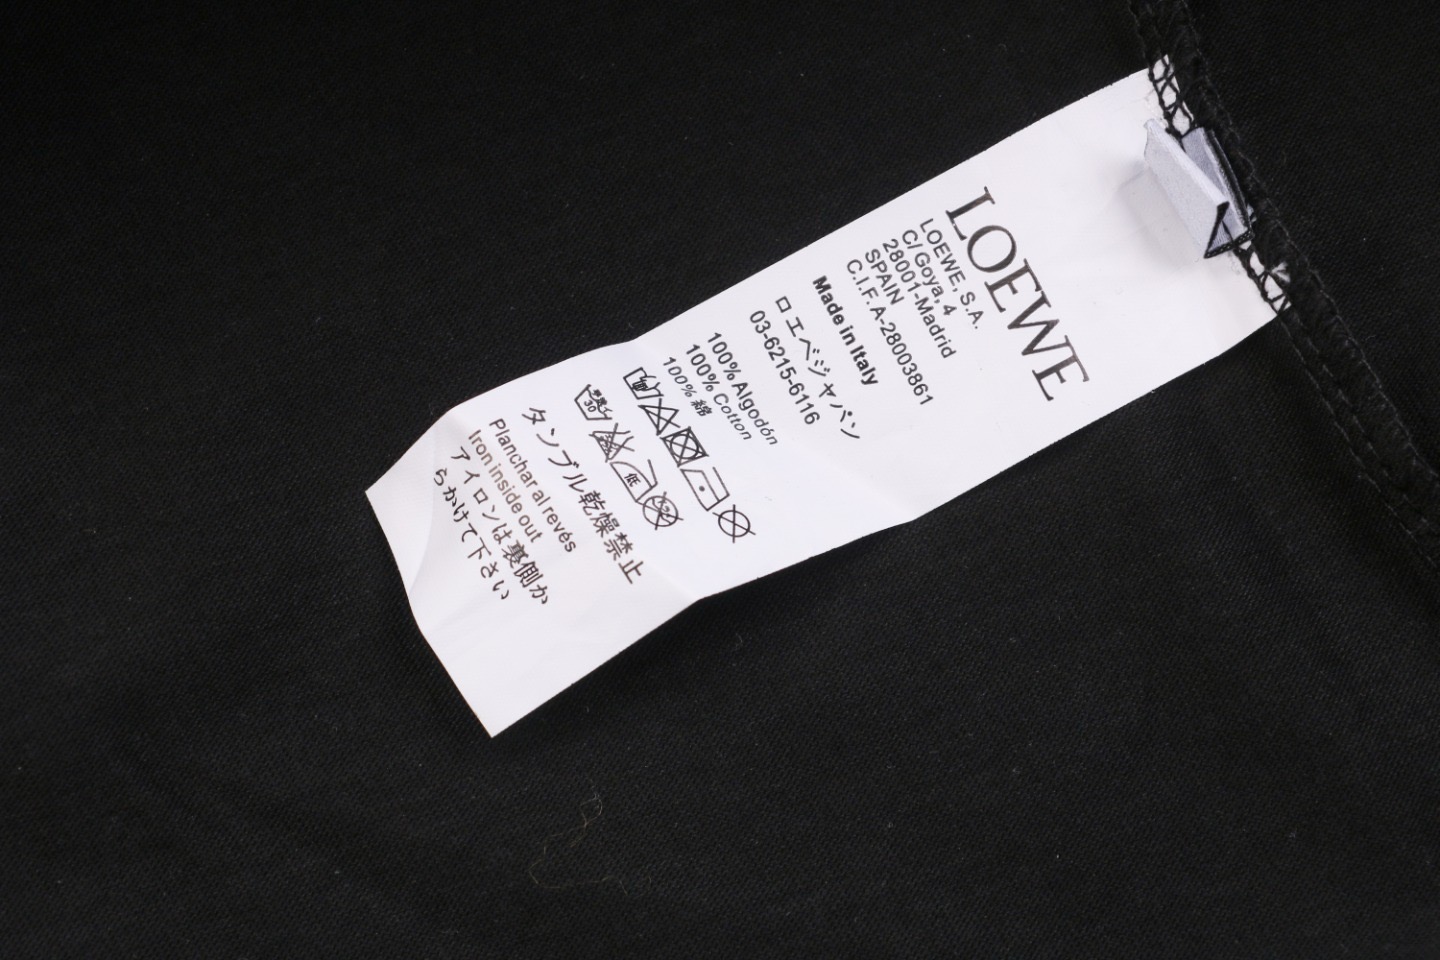 LOEWE
LOEWE, S.A.
C/ Goya, 4
28001-Madrid
SPAIN
C.I.F. A-28003861
Made in Italy
ロエベジャパン
03-6215-6116
100% Algodón
100% Cotton
100% 綿
30
低
タンブル乾燥禁止
Planchar al revés
Iron inside out
アイロンは裏側か
らかけて下さい